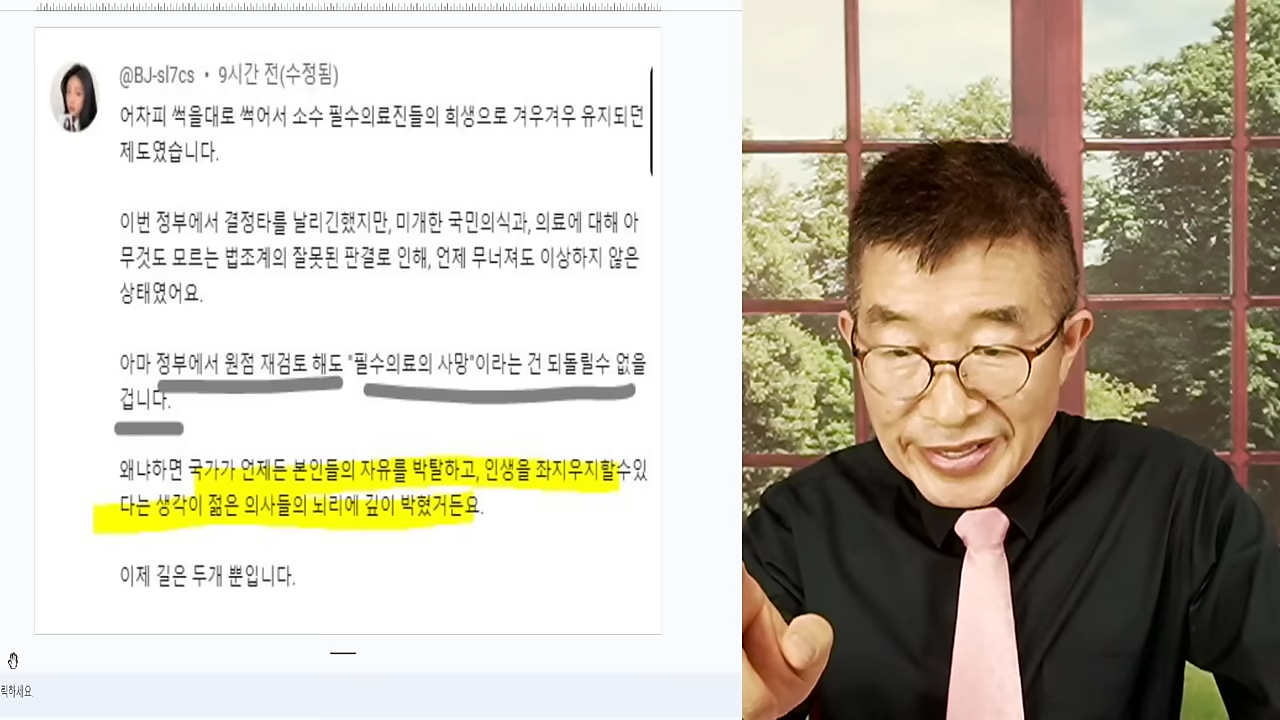 @BJ-sl7cs • 9시간 전(수정됨)
어차피 썩을대로 썩어서 소수 필수의료진들의 희생으로 겨우겨우 유지되던
제도였습니다.
이번 정부에서 결정타를 날리긴했지만, 미개한 국민의식과, 의료에 대해 아
무것도 모르는 법조계의 잘못된 판결로 인해, 언제 무너져도 이상하지 않은
상태였어요.
아마 정부에서 원점 재검토 해도 "필수의료의 사망"이라는 건 되돌릴수 없을
겁니다.
왜냐하면 국가가 언제든 본인들의 자유를 박탈하고, 인생을 좌지우지할수있
다는 생각이 젊은 의사들의 뇌리에 깊이 박혔거든요.
이제 길은 두개 뿐입니다.
릭하세요.